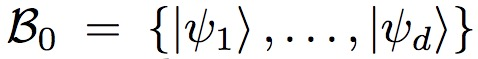 ℬ₀ = {|ψ₁⟩ , . . . , |ψ_d⟩}